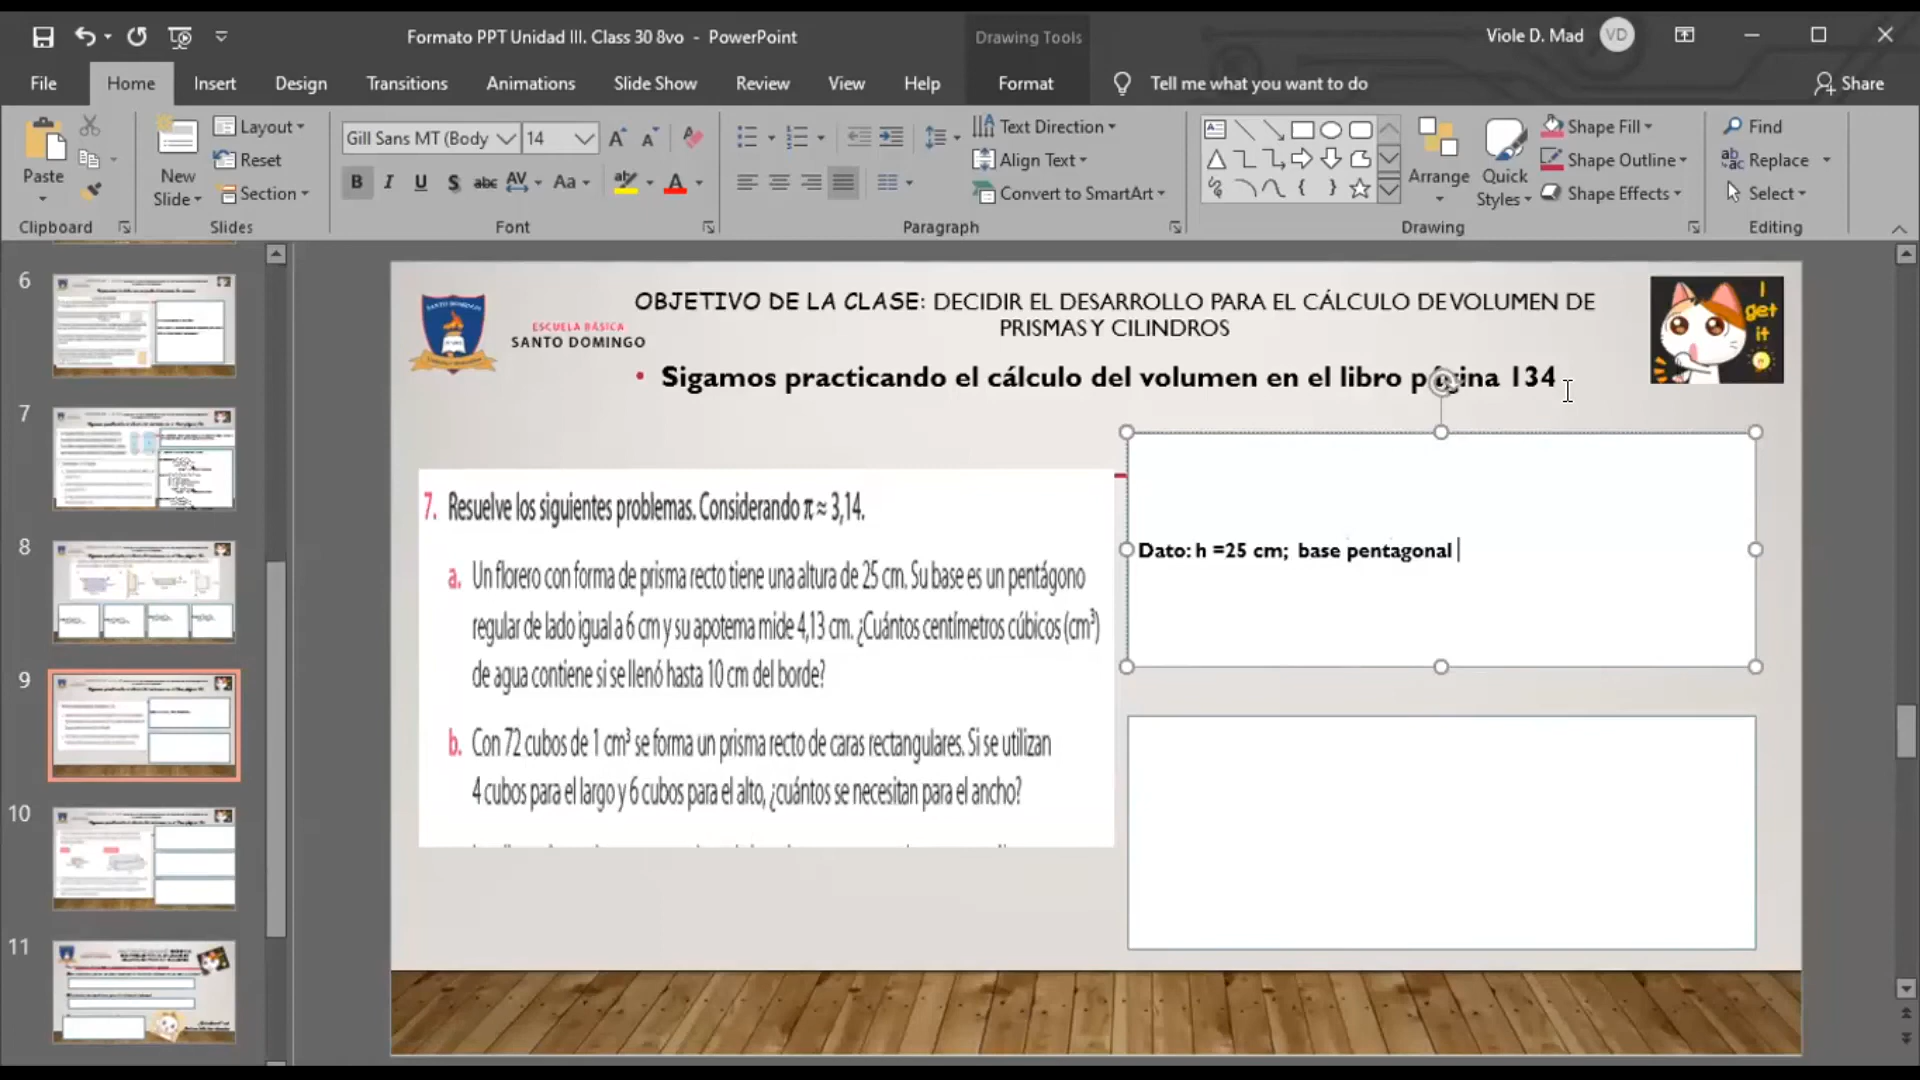 Formato PPT Unidad III. Class 30 8vo - PowerPoint
Drawing Tools
Viole D. Mad
VD
File
Home
Insert
Design
Transitions
Animations
Slide Show
Review
View
Help
Format
Tell me what you want to do
Share
Paste
Clipboard
New
Slide
Layout
Reset
Section
Slides
Gill Sans MT (Body
14
B
I
U
S
abc
AV
Aa
A
Font
Text Direction
Align Text
Convert to SmartArt
Paragraph
Arrange
Quick
Styles
Shape Fill
Shape Outline
Shape Effects
Drawing
Find
Replace
Select
Editing
6
7
8
9
10
11
ESCUELA BÁSICA
SANTO DOMINGO
OBJETIVO DE LA CLASE: DECIDIR EL DESARROLLO PARA EL CÁLCULO DE VOLUMEN DE
PRISMAS Y CILINDROS
• Sigamos practicando el cálculo del volumen en el libro página 134
I
get
it
7. Resuelve los siguientes problemas. Considerando π ≈ 3,14.
a. Un florero con forma de prisma recto tiene una altura de 25 cm. Su base es un pentágono
regular de lado igual a 6 cm y su apotema mide 4,13 cm. ¿Cuántos centímetros cúbicos (cm³)
de agua contiene si se llenó hasta 10 cm del borde?
b. Con 72 cubos de 1 cm³ se forma un prisma recto de caras rectangulares. Si se utilizan
4 cubos para el largo y 6 cubos para el alto, ¿cuántos se necesitan para el ancho?
Dato: h =25 cm; base pentagonal